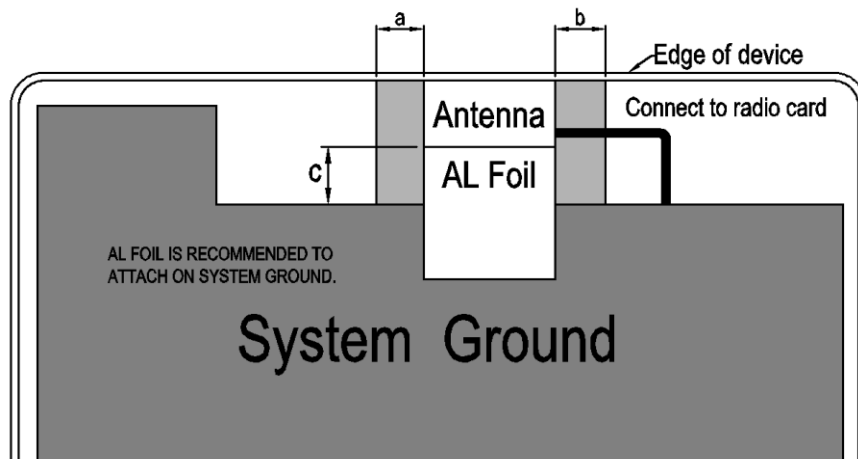 a
b
Edge of device
Antenna
Connect to radio card
C
AL Foil
AL FOIL IS RECOMMENDED TO
ATTACH ON SYSTEM GROUND.
System Ground